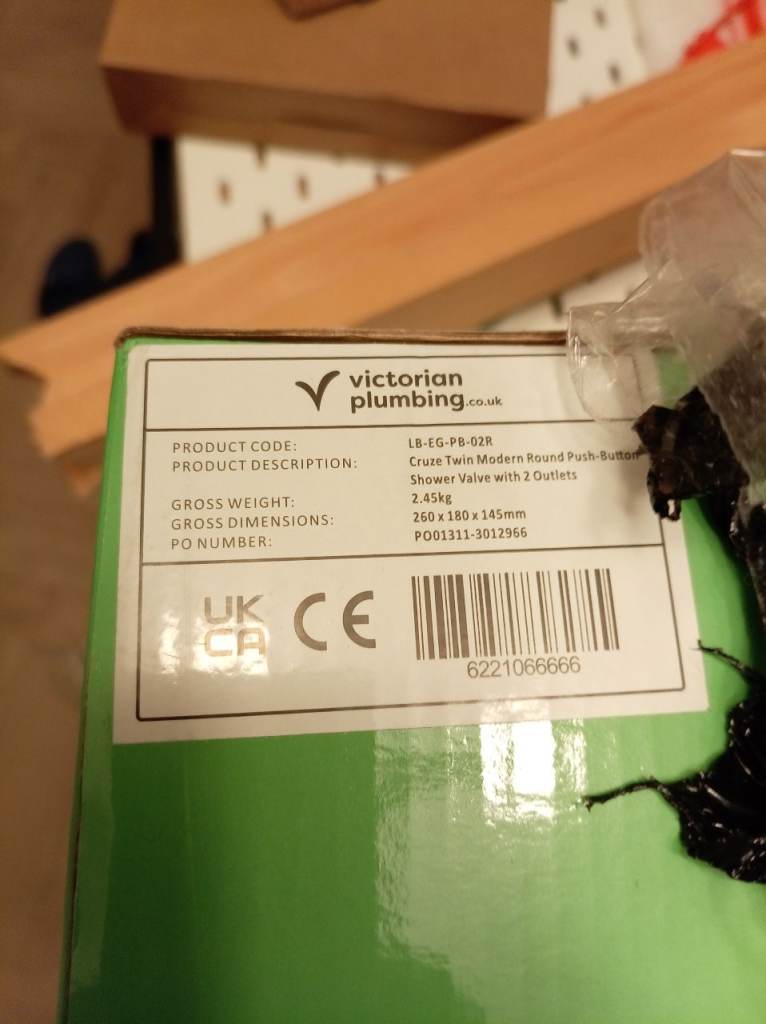 victorian
plumbing.co.uk
PRODUCT CODE: LB-EG-PB-02R
PRODUCT DESCRIPTION: Cruze Twin Modern Round Push-Button
Shower Valve with 2 Outlets
GROSS WEIGHT: 2.45kg
GROSS DIMENSIONS: 260 x 180 x 145mm
PO NUMBER: PO01311-3012966
UK
CA CE
6221066666